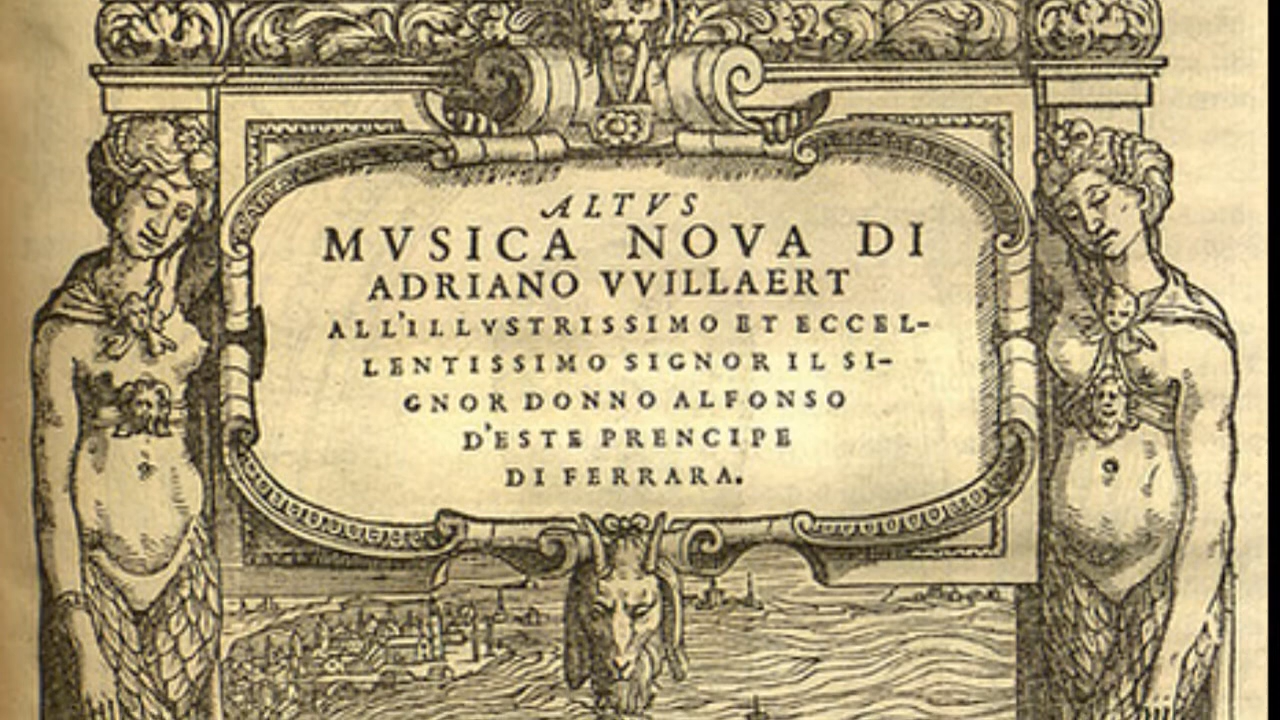 ALTVS
MVSICA NOVA DI
ADRIANO VVILLAERT
ALL'ILLVSTRISSIMO ET ECCEL-
LENTISSIMO SIGNOR IL SI-
GNOR DONNO ALFONSO
D'ESTE PRENCIPE
DI FERRARA.